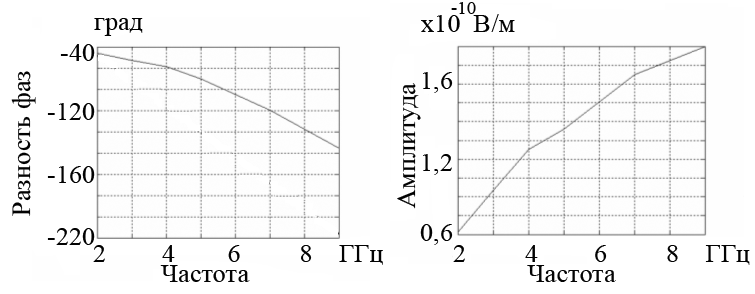 град
-40
-120
-160
-220
Разность фаз
2 4 6 8 ГГц
Частота
x10⁻¹⁰ В/м
1,6
1,2
0,6
Амплитуда
2 4 6 8 ГГц
Частота